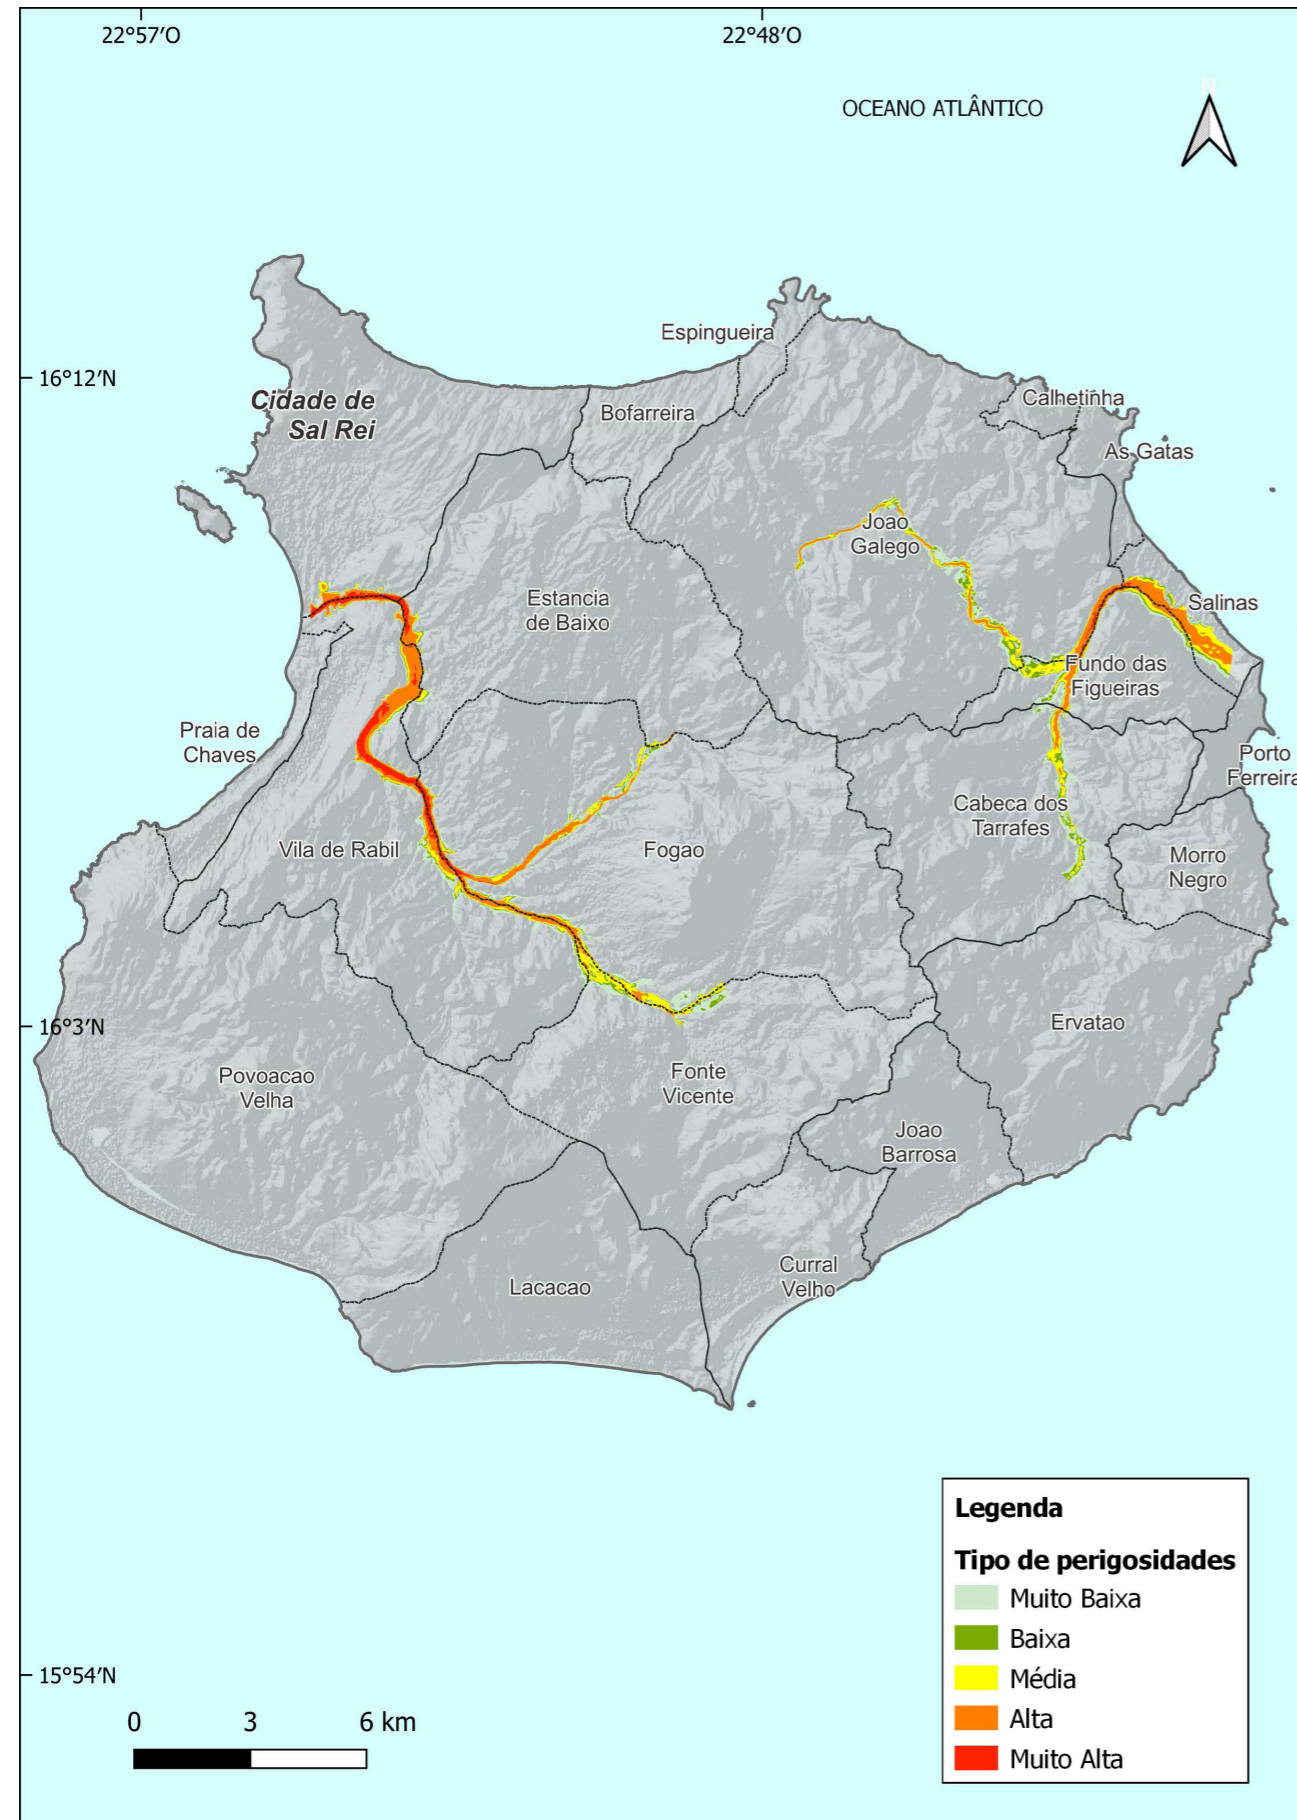 22°57′O
22°48′O
OCEANO ATLÂNTICO
N
Espingueira
16°12′N
Cidade de
Sal Rei
Bofarreira
Calhetinha
As Gatas
Joao
Galego
Estancia
de Baixo
Salinas
Fundo das
Figueiras
Praia de
Chaves
Porto
Ferreira
Cabeca dos
Tarrafes
Vila de Rabil
Fogao
Morro
Negro
16°3′N
Ervatao
Povoacao
Velha
Fonte
Vicente
Joao
Barrosa
Curral
Velho
Lacacao
Legenda
Tipo de perigosidades
Muito Baixa
Baixa
Média
Alta
Muito Alta
15°54′N
0 3 6 km